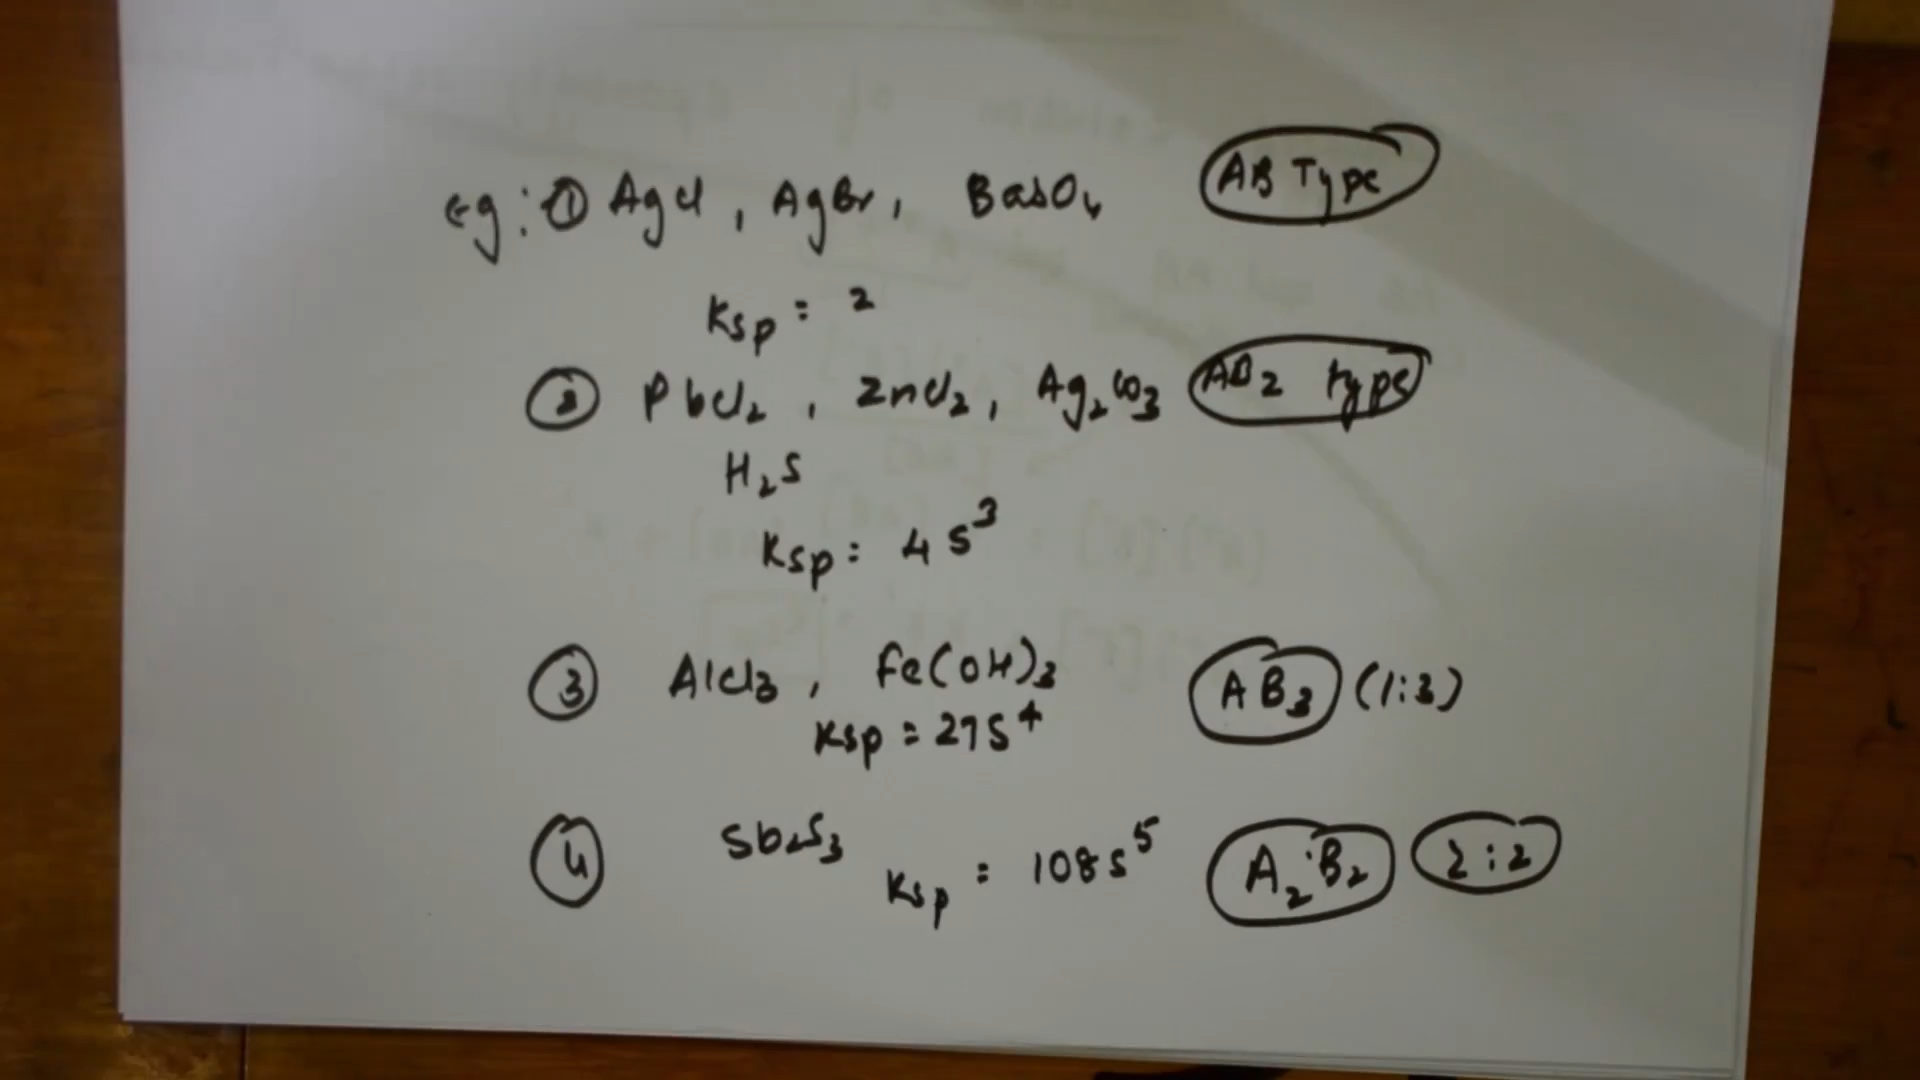 eg: ① AgCl, AgBr, BaSO₄ AB Type
Ksp = ²
② PbCl₂, ZnCl₂, Ag₂CO₃ AB₂ type
H₂S
Ksp = 4s³
③ AlCl₃, Fe(OH)₃ AB₃ (1:3)
Ksp = 27s⁴
④ Sb₂S₃ Ksp = 108s⁵ A₂B₂ 2:2